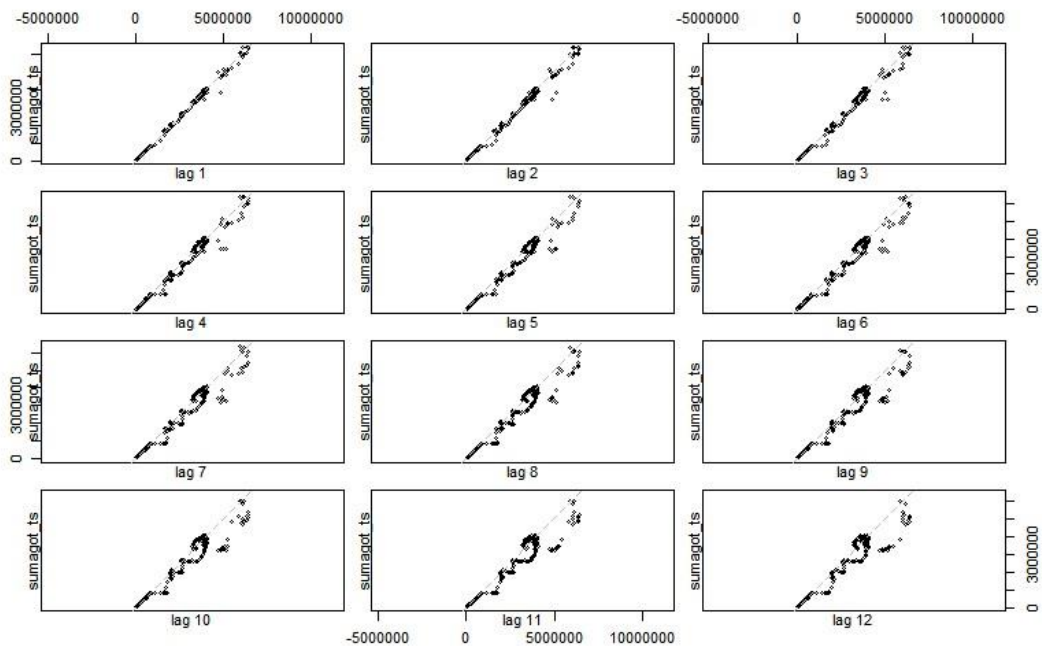 -5000000 0 5000000 10000000 -5000000 0 5000000 10000000
0 3000000
sumagot_ts sumagot_ts sumagot_ts
lag 1 lag 2 lag 3
sumagot_ts sumagot_ts sumagot_ts
0 3000000
lag 4 lag 5 lag 6
0 3000000
sumagot_ts sumagot_ts sumagot_ts
lag 7 lag 8 lag 9
sumagot_ts sumagot_ts sumagot_ts
0 3000000
lag 10 lag 11 lag 12
-5000000 0 5000000 10000000